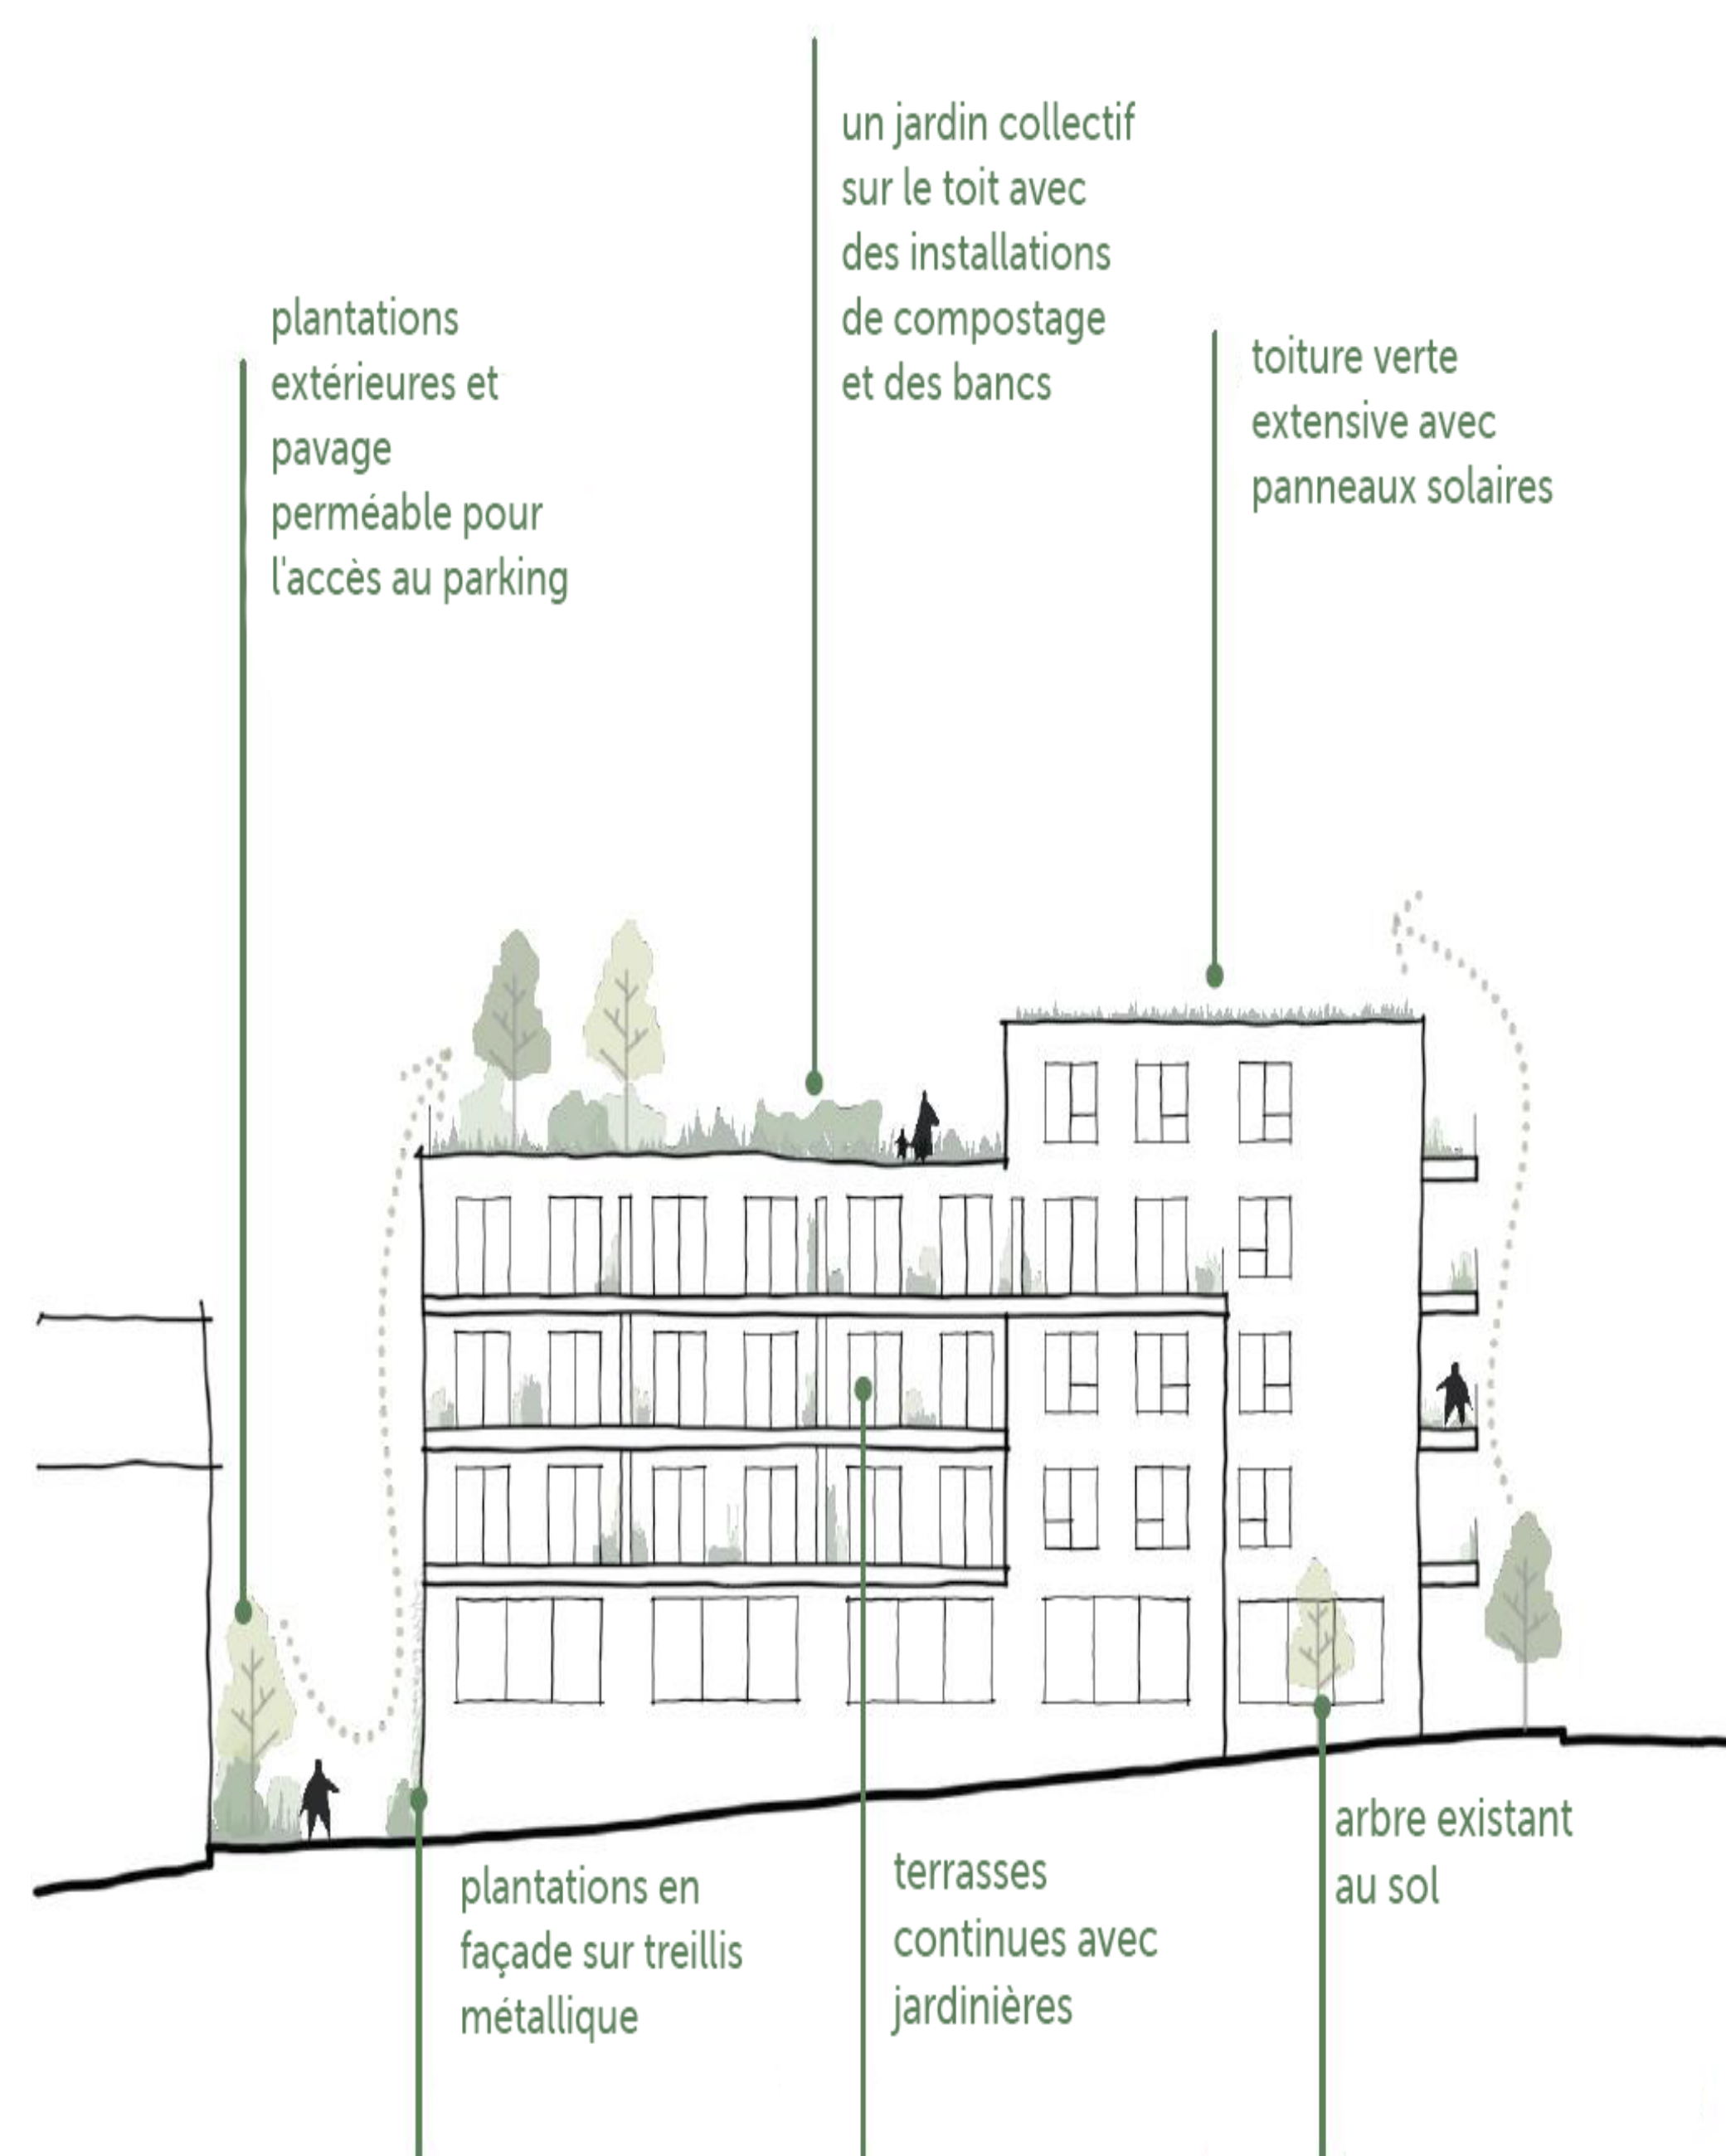 un jardin collectif
sur le toit avec
des installations
de compostage
et des bancs
plantations
extérieures et
pavage
perméable pour
l'accès au parking
toiture verte
extensive avec
panneaux solaires
plantations en
façade sur treillis
métallique
terrasses
continues avec
jardinières
arbre existant
au sol